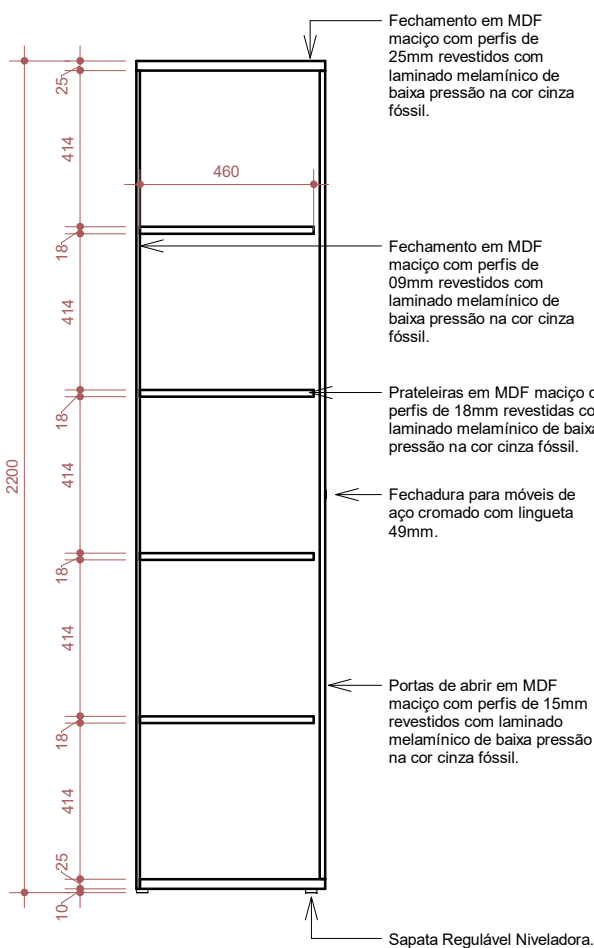 Fechamento em MDF
maciço com perfis de
25mm revestidos com
laminado melamínico de
baixa pressão na cor cinza
fóssil.
25
414
460
18
Fechamento em MDF
maciço com perfis de
09mm revestidos com
laminado melamínico de
baixa pressão na cor cinza
fóssil.
414
18
Prateleiras em MDF maciço c
perfis de 18mm revestidas co
laminado melamínico de baixa
pressão na cor cinza fóssil.
2200
414
Fechadura para móveis de
aço cromado com lingueta
49mm.
18
414
Portas de abrir em MDF
maciço com perfis de 15mm
revestidos com laminado
melamínico de baixa pressão
na cor cinza fóssil.
18
414
25
10
Sapata Regulável Niveladora.